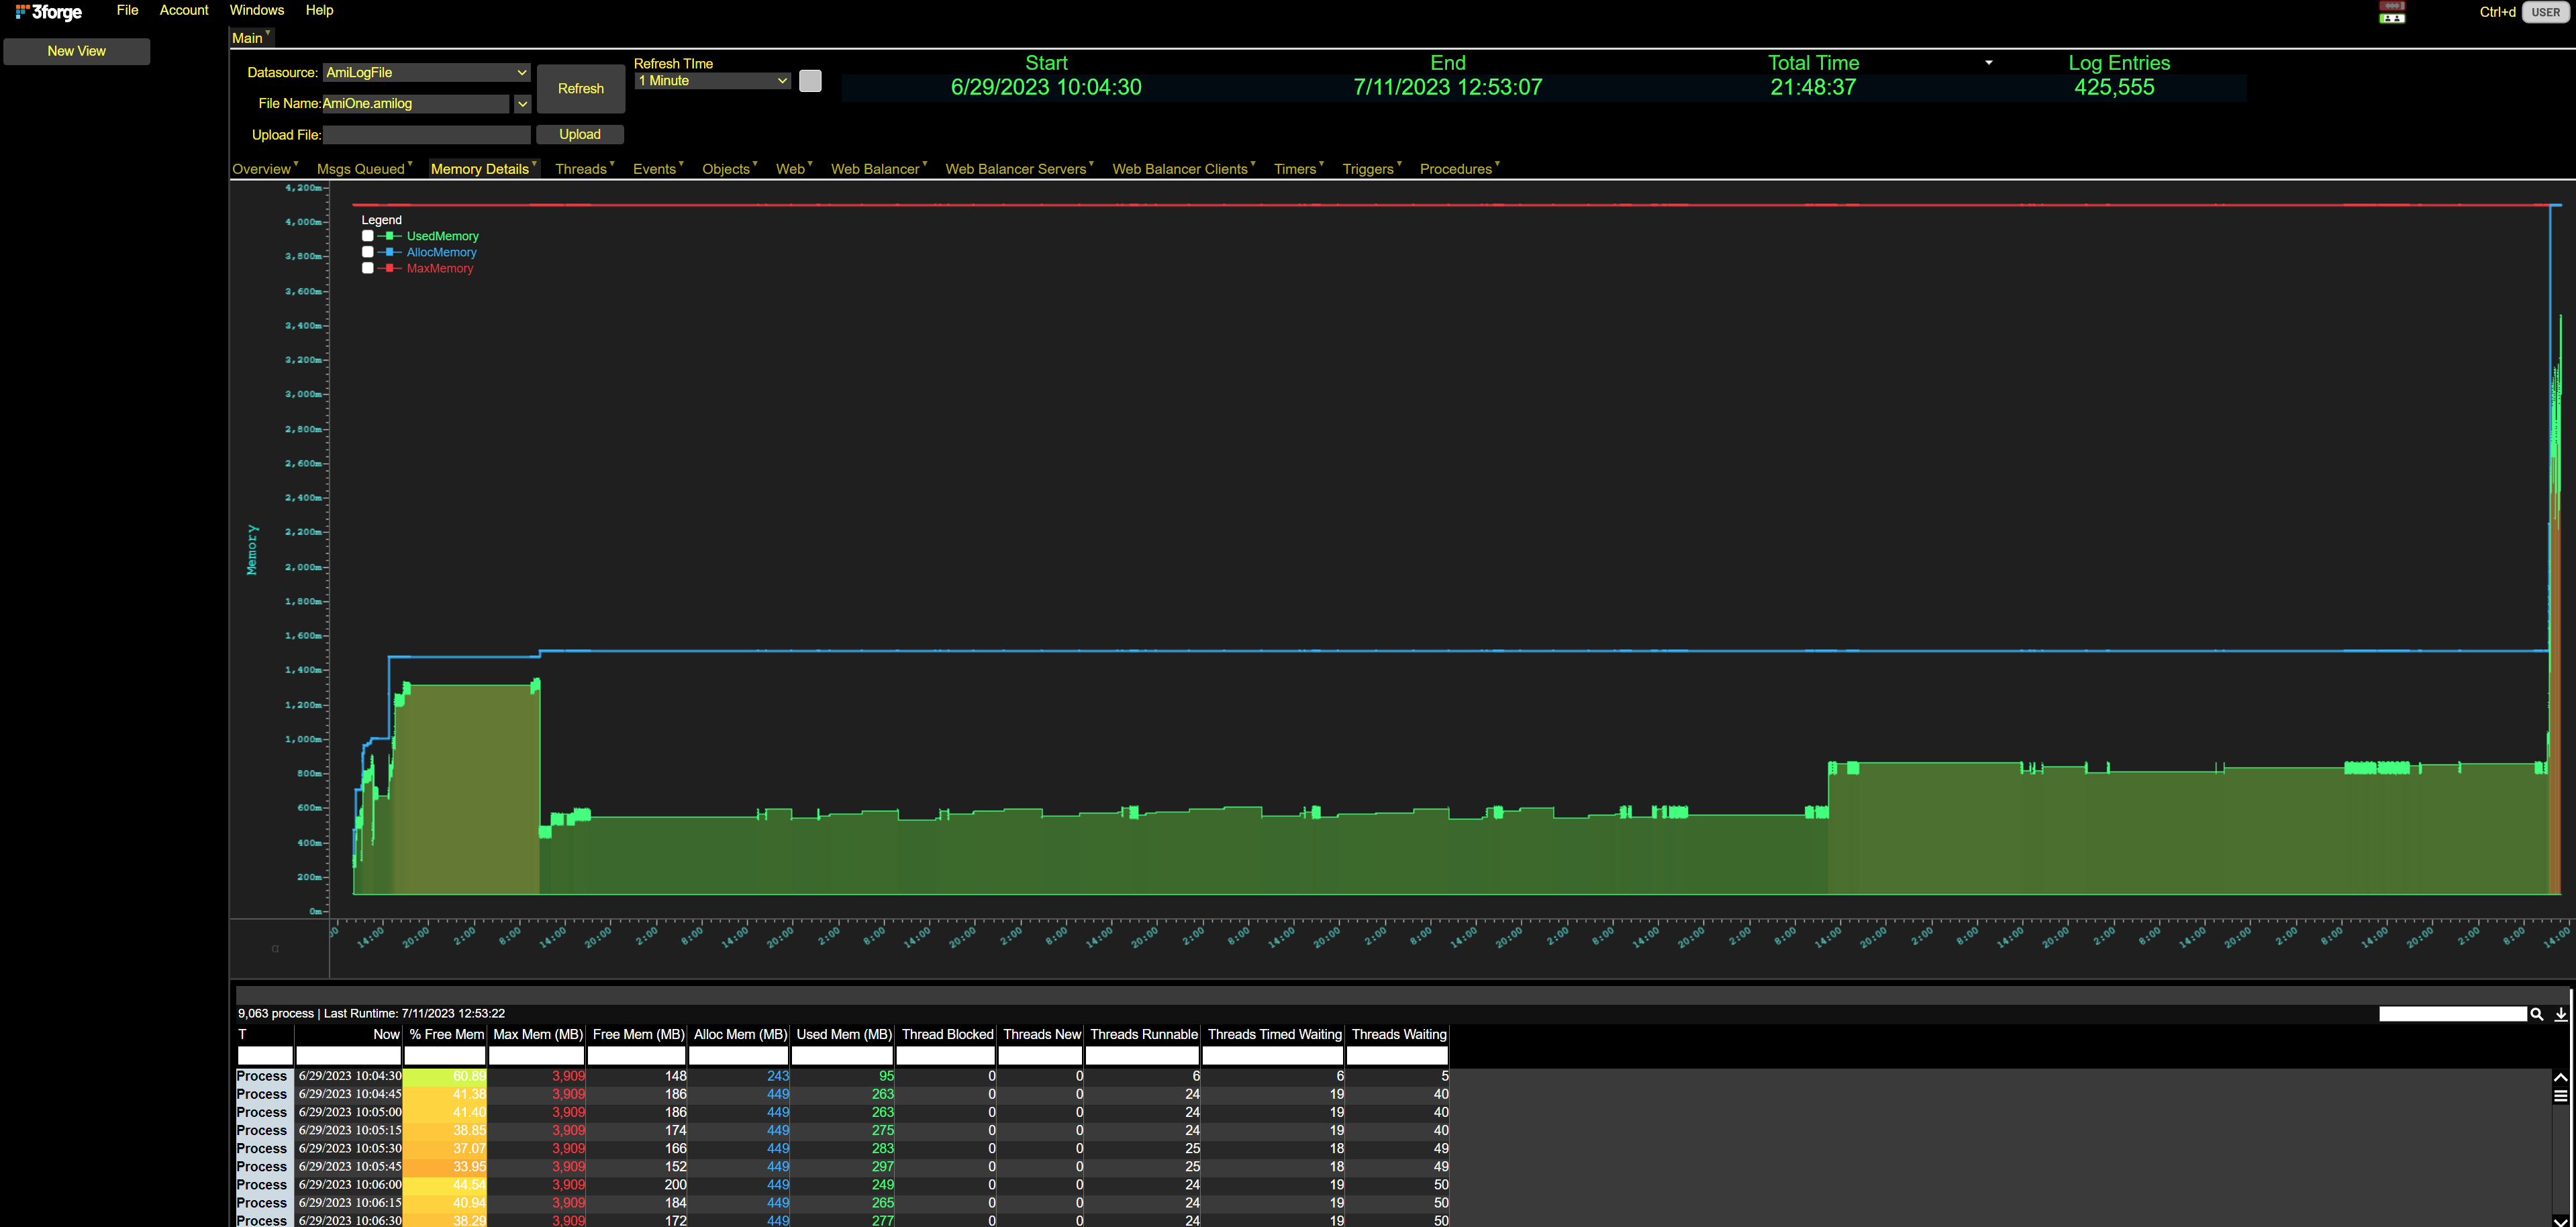 3forge File Account Windows Help Ctrl+d USER
New View
Main
Datasource: AmiLogFile
File Name: AmiOne.amilog
Upload File:
Refresh
Upload
Refresh TIme
1 Minute
Start End Total Time Log Entries
6/29/2023 10:04:30 7/11/2023 12:53:07 21:48:37 425,555
Overview Msgs Queued Memory Details Threads Events Objects Web Web Balancer Web Balancer Servers Web Balancer Clients Timers Triggers Procedures
4,200m
4,000m
3,800m
3,600m
3,400m
3,200m
3,000m
2,800m
2,600m
2,400m
2,200m
2,000m
1,800m
1,600m
1,400m
1,200m
1,000m
800m
600m
400m
200m
0m
Memory
Legend
UsedMemory
AllocMemory
MaxMemory
14:00 20:00 2:00 8:00 14:00 20:00 2:00 8:00 14:00 20:00 2:00 8:00 14:00 20:00 2:00 8:00 14:00 20:00 2:00 8:00 14:00 20:00 2:00 8:00 14:00 20:00 2:00 8:00 14:00 20:00 2:00 8:00 14:00 20:00 2:00 8:00 14:00 20:00 2:00 8:00 14:00 20:00 2:00 8:00 14:00 20:00 2:00 8:00 14:00
9,063 process | Last Runtime: 7/11/2023 12:53:22
T Now % Free Mem Max Mem (MB) Free Mem (MB) Alloc Mem (MB) Used Mem (MB) Thread Blocked Threads New Threads Runnable Threads Timed Waiting Threads Waiting
Process 6/29/2023 10:04:30 60.89 3,909 148 243 95 0 0 6 6 5
Process 6/29/2023 10:04:45 41.38 3,909 186 449 263 0 0 24 19 40
Process 6/29/2023 10:05:00 41.40 3,909 186 449 263 0 0 24 19 40
Process 6/29/2023 10:05:15 38.85 3,909 174 449 275 0 0 24 19 40
Process 6/29/2023 10:05:30 37.07 3,909 166 449 283 0 0 25 18 49
Process 6/29/2023 10:05:45 33.95 3,909 152 449 297 0 0 25 18 49
Process 6/29/2023 10:06:00 44.54 3,909 200 449 249 0 0 24 19 50
Process 6/29/2023 10:06:15 40.94 3,909 184 449 265 0 0 24 19 50
Process 6/29/2023 10:06:30 38.29 3,909 172 449 277 0 0 24 19 50